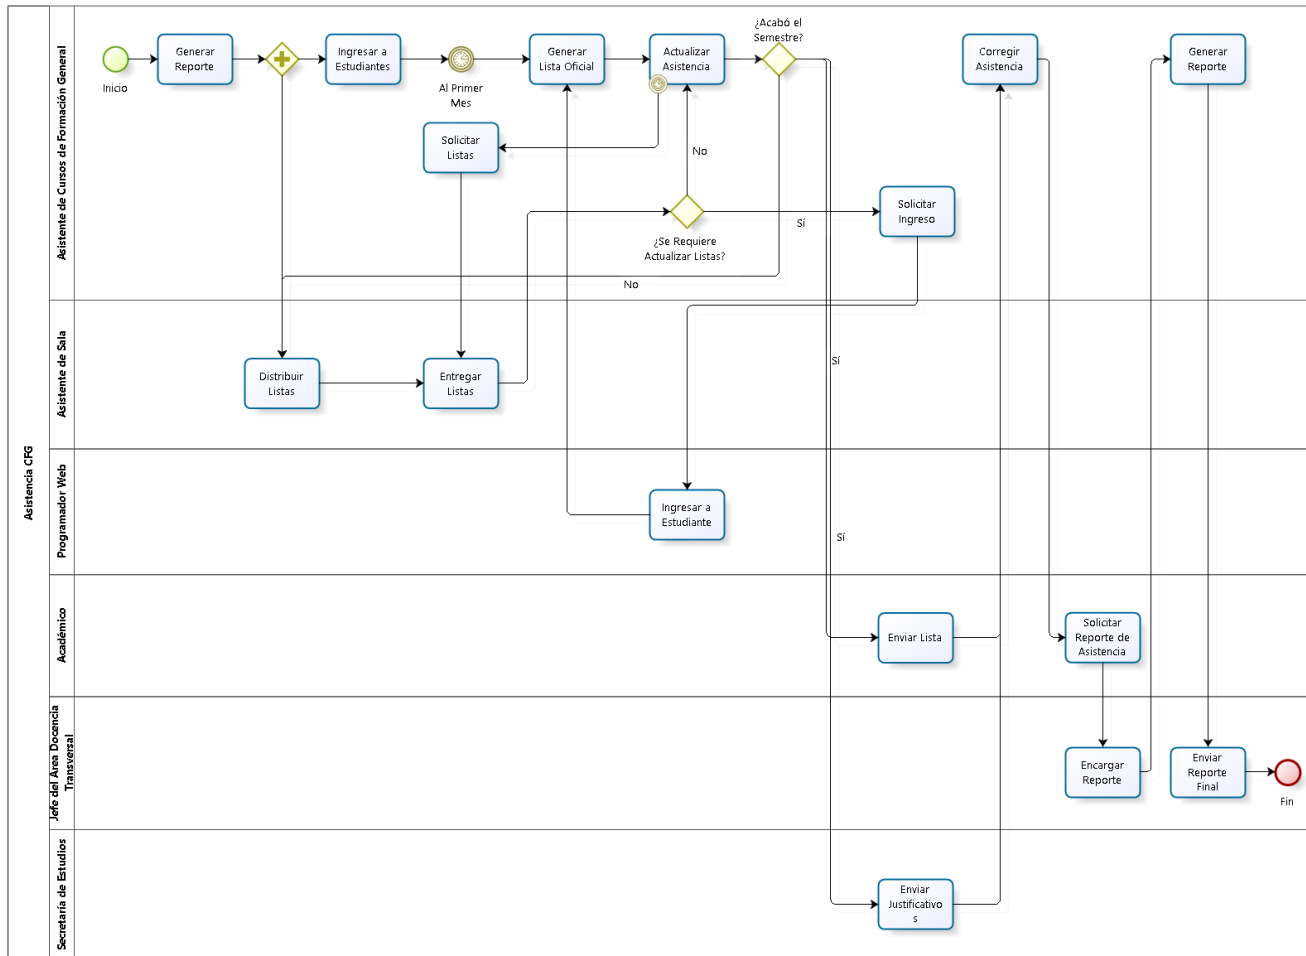 Asistencia CFG
Asistente de Cursos de Formación General
Inicio
Generar
Reporte
Ingresar a
Estudiantes
Al Primer
Mes
Generar
Lista Oficial
Actualizar
Asistencia
¿Acabó el
Semestre?
Corregir
Asistencia
Generar
Reporte
Solicitar
Listas
No
¿Se Requiere
Actualizar Listas?
Sí
Solicitar
Ingreso
No
Asistente de Sala
Distribuir
Listas
Entregar
Listas
Sí
Programador Web
Ingresar a
Estudiante
Sí
Académico
Enviar Lista
Solicitar
Reporte de
Asistencia
Jefe del Area Docencia
Transversal
Encargar
Reporte
Enviar
Reporte
Final
Fin
Secretaría de Estudios
Enviar
Justificativo
s